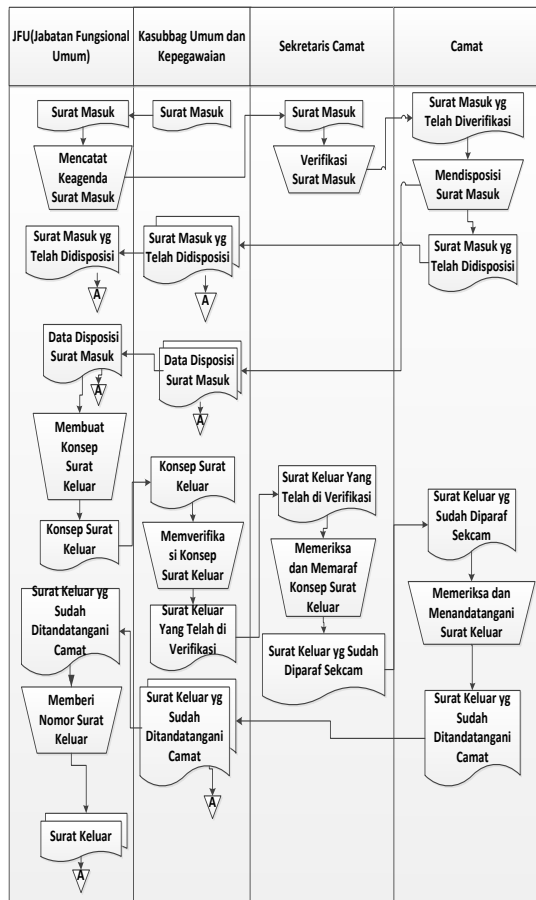 JFU(Jabatan Fungsional
Umum)
Kasubbag Umum dan
Kepegawaian
Sekretaris Camat
Camat
Surat Masuk
Surat Masuk
Surat Masuk
Surat Masuk yg
Telah Diverifikasi
Mencatat
Keagenda
Surat Masuk
Verifikasi
Surat Masuk
Mendisposisi
Surat Masuk
Surat Masuk yg
Telah Didisposisi
Surat Masuk yg
Telah Didisposisi
Surat Masuk yg
Telah Didisposisi
A
A
Data Disposisi
Surat Masuk
Data Disposisi
Surat Masuk
A
A
Membuat
Konsep
Surat
Keluar
Konsep Surat
Keluar
Konsep Surat
Keluar
Memverifika
si Konsep
Surat Keluar
Surat Keluar
Yang Telah di
Verifikasi
Surat Keluar Yang
Telah di Verifikasi
Memeriksa
dan Memaraf
Konsep Surat
Keluar
Surat Keluar yg Sudah
Diparaf Sekcam
Surat Keluar yg
Sudah Diparaf
Sekcam
Memeriksa dan
Menandatangani
Surat Keluar
Surat Keluar yg
Sudah
Ditandatangani
Camat
Surat Keluar yg
Sudah
Ditandatangani
Camat
A
Surat Keluar yg
Sudah
Ditandatangani
Camat
Memberi
Nomor Surat
Keluar
Surat Keluar
A